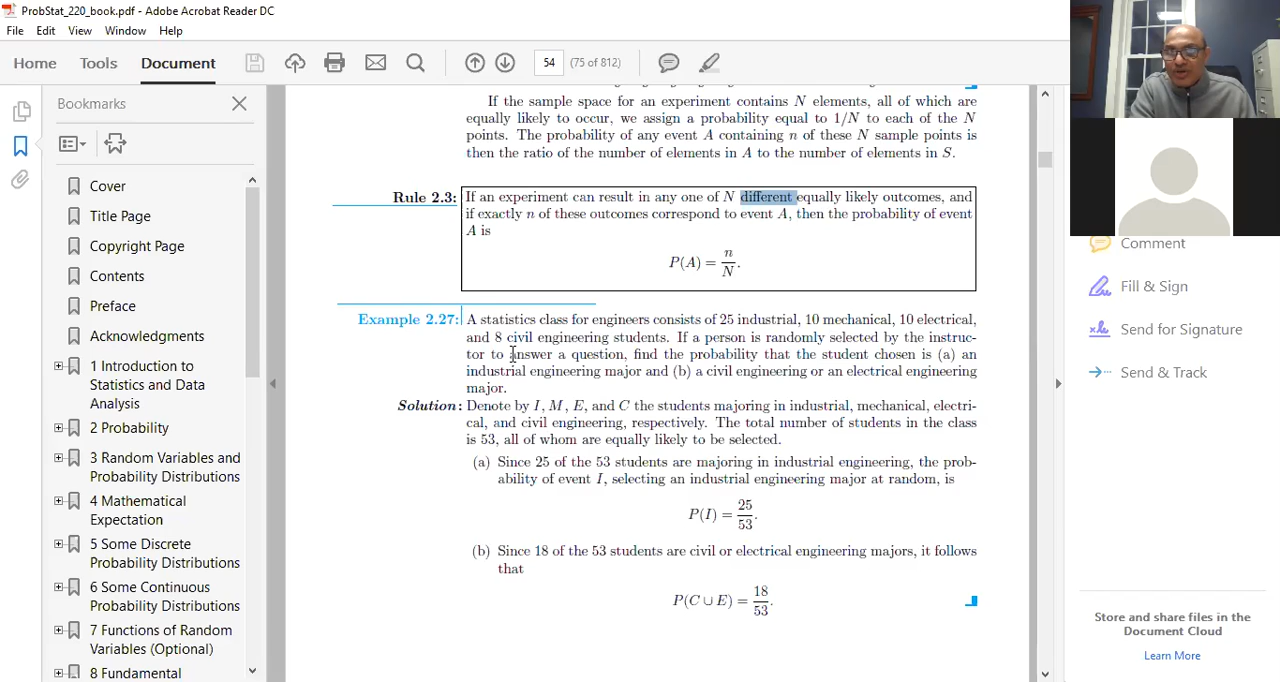 ProbStat_220_book.pdf - Adobe Acrobat Reader DC
File Edit View Window Help
Home Tools Document 54 (75 of 812)
Bookmarks
Cover
Title Page
Copyright Page
Contents
Preface
Acknowledgments
1 Introduction to
Statistics and Data
Analysis
2 Probability
3 Random Variables and
Probability Distributions
4 Mathematical
Expectation
5 Some Discrete
Probability Distributions
6 Some Continuous
Probability Distributions
7 Functions of Random
Variables (Optional)
8 Fundamental
If the sample space for an experiment contains N elements, all of which are
equally likely to occur, we assign a probability equal to 1/N to each of the N
points. The probability of any event A containing n of these N sample points is
then the ratio of the number of elements in A to the number of elements in S.
Rule 2.3: If an experiment can result in any one of N different equally likely outcomes, and
if exactly n of these outcomes correspond to event A, then the probability of event
A is
P(A) = n/N.
Example 2.27: A statistics class for engineers consists of 25 industrial, 10 mechanical, 10 electrical,
and 8 civil engineering students. If a person is randomly selected by the instruc-
tor to answer a question, find the probability that the student chosen is (a) an
industrial engineering major and (b) a civil engineering or an electrical engineering
major.
Solution: Denote by I, M, E, and C the students majoring in industrial, mechanical, electri-
cal, and civil engineering, respectively. The total number of students in the class
is 53, all of whom are equally likely to be selected.
(a) Since 25 of the 53 students are majoring in industrial engineering, the prob-
ability of event I, selecting an industrial engineering major at random, is
P(I) = 25/53.
(b) Since 18 of the 53 students are civil or electrical engineering majors, it follows
that
P(C ∪ E) = 18/53.
Comment
Fill & Sign
Send for Signature
Send & Track
Store and share files in the
Document Cloud
Learn More